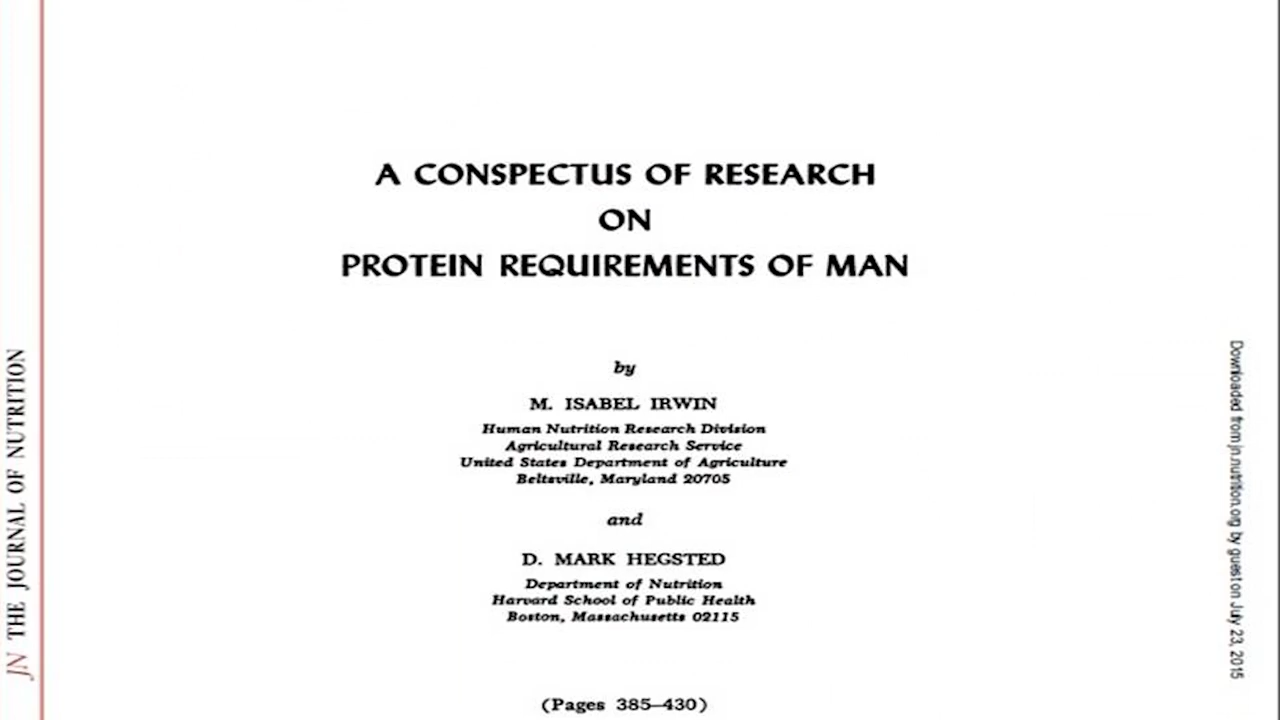 A CONSPECTUS OF RESEARCH
ON
PROTEIN REQUIREMENTS OF MAN
by
M. ISABEL IRWIN
Human Nutrition Research Division
Agricultural Research Service
United States Department of Agriculture
Beltsville, Maryland 20705
and
D. MARK HEGSTED
Department of Nutrition
Harvard School of Public Health
Boston, Massachusetts 02115
(Pages 385–430)
JN THE JOURNAL OF NUTRITION
Downloaded from jn.nutrition.org by guest on July 23, 2015